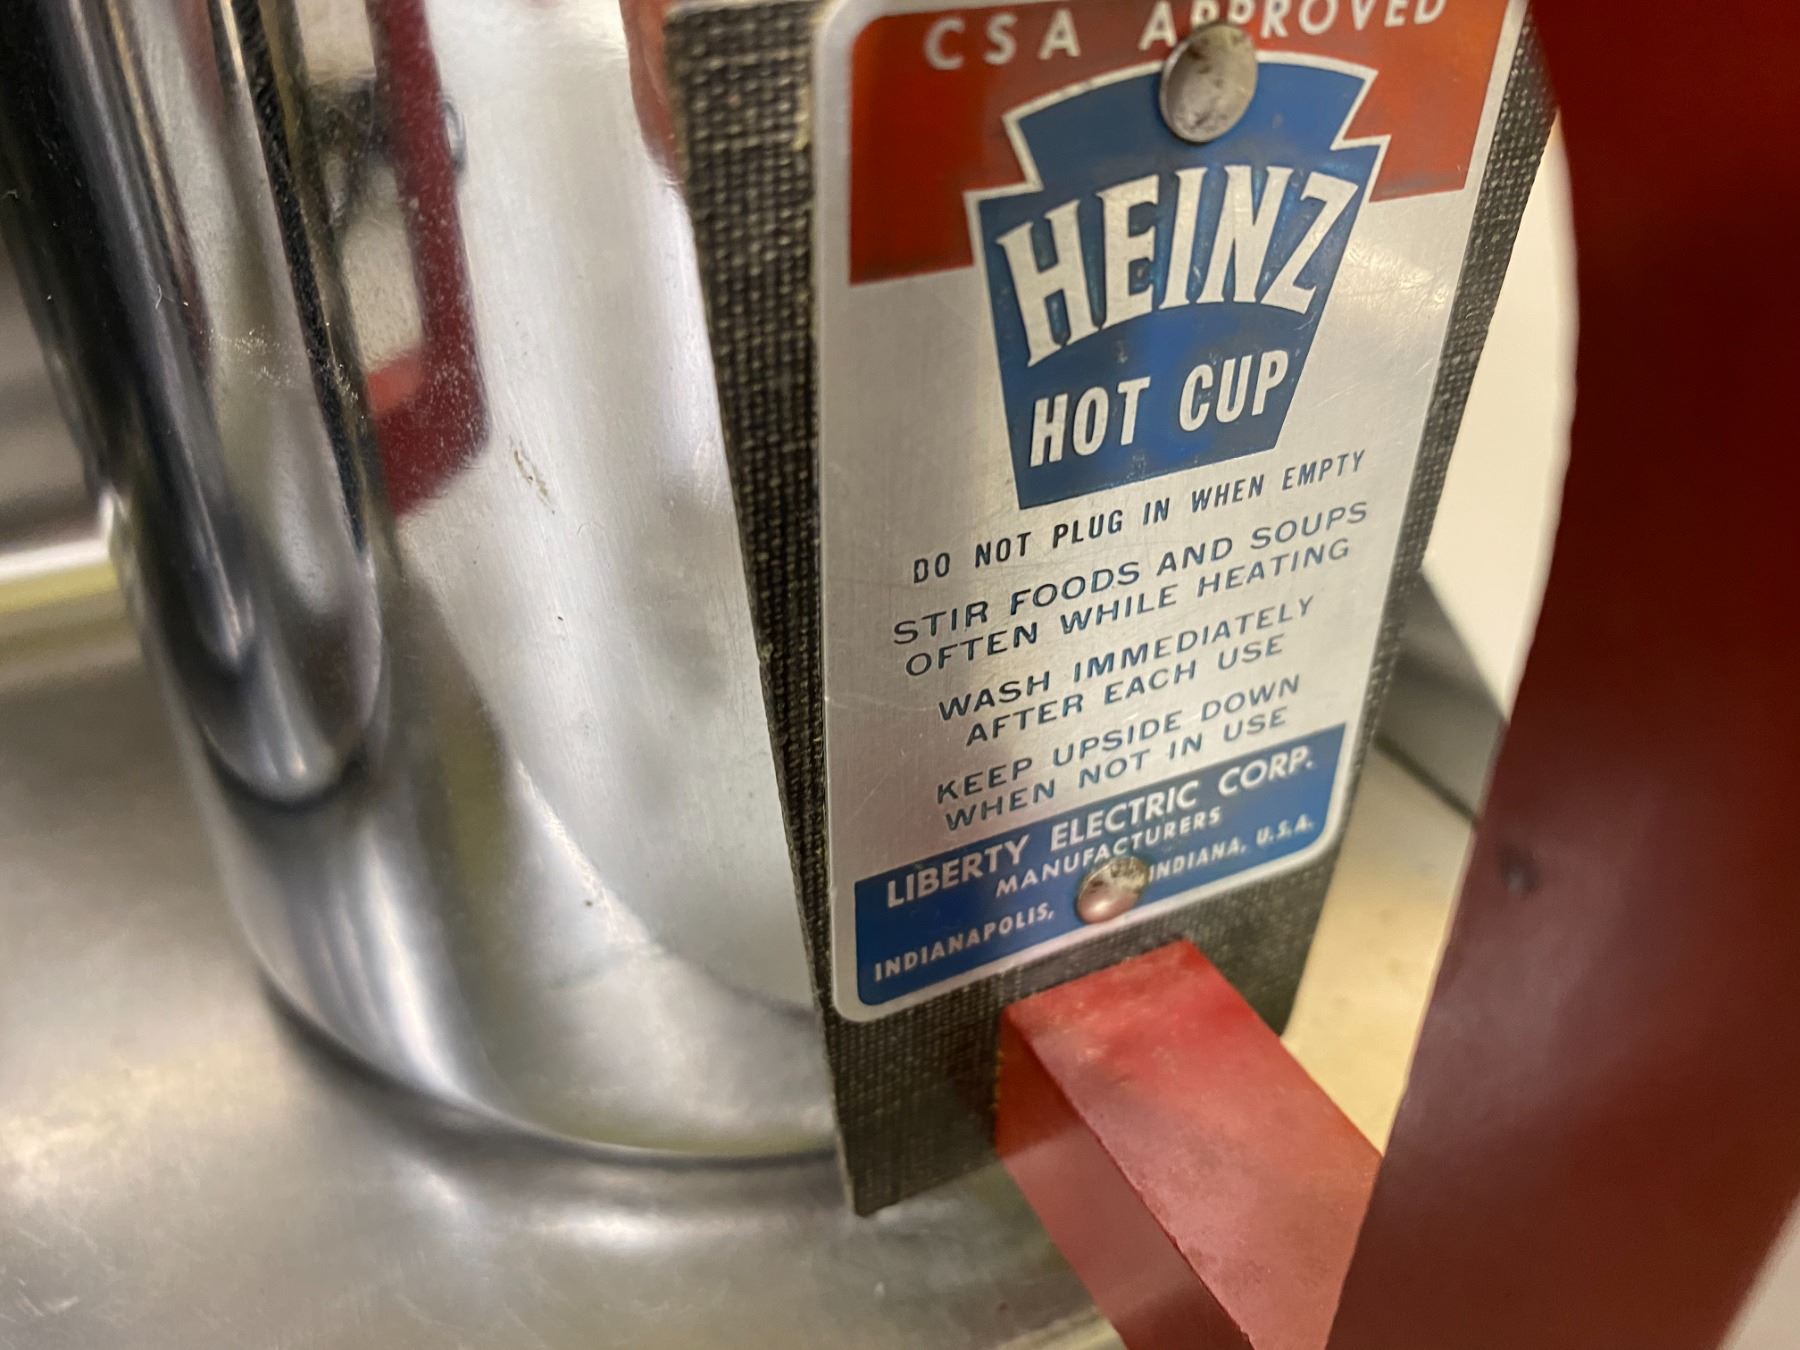 CSA APPROVED
HEINZ
HOT CUP
DO NOT PLUG IN WHEN EMPTY
STIR FOODS AND SOUPS
OFTEN WHILE HEATING
WASH IMMEDIATELY
AFTER EACH USE
KEEP UPSIDE DOWN
WHEN NOT IN USE
LIBERTY ELECTRIC CORP.
MANUFACTURERS
INDIANAPOLIS, INDIANA, U.S.A.